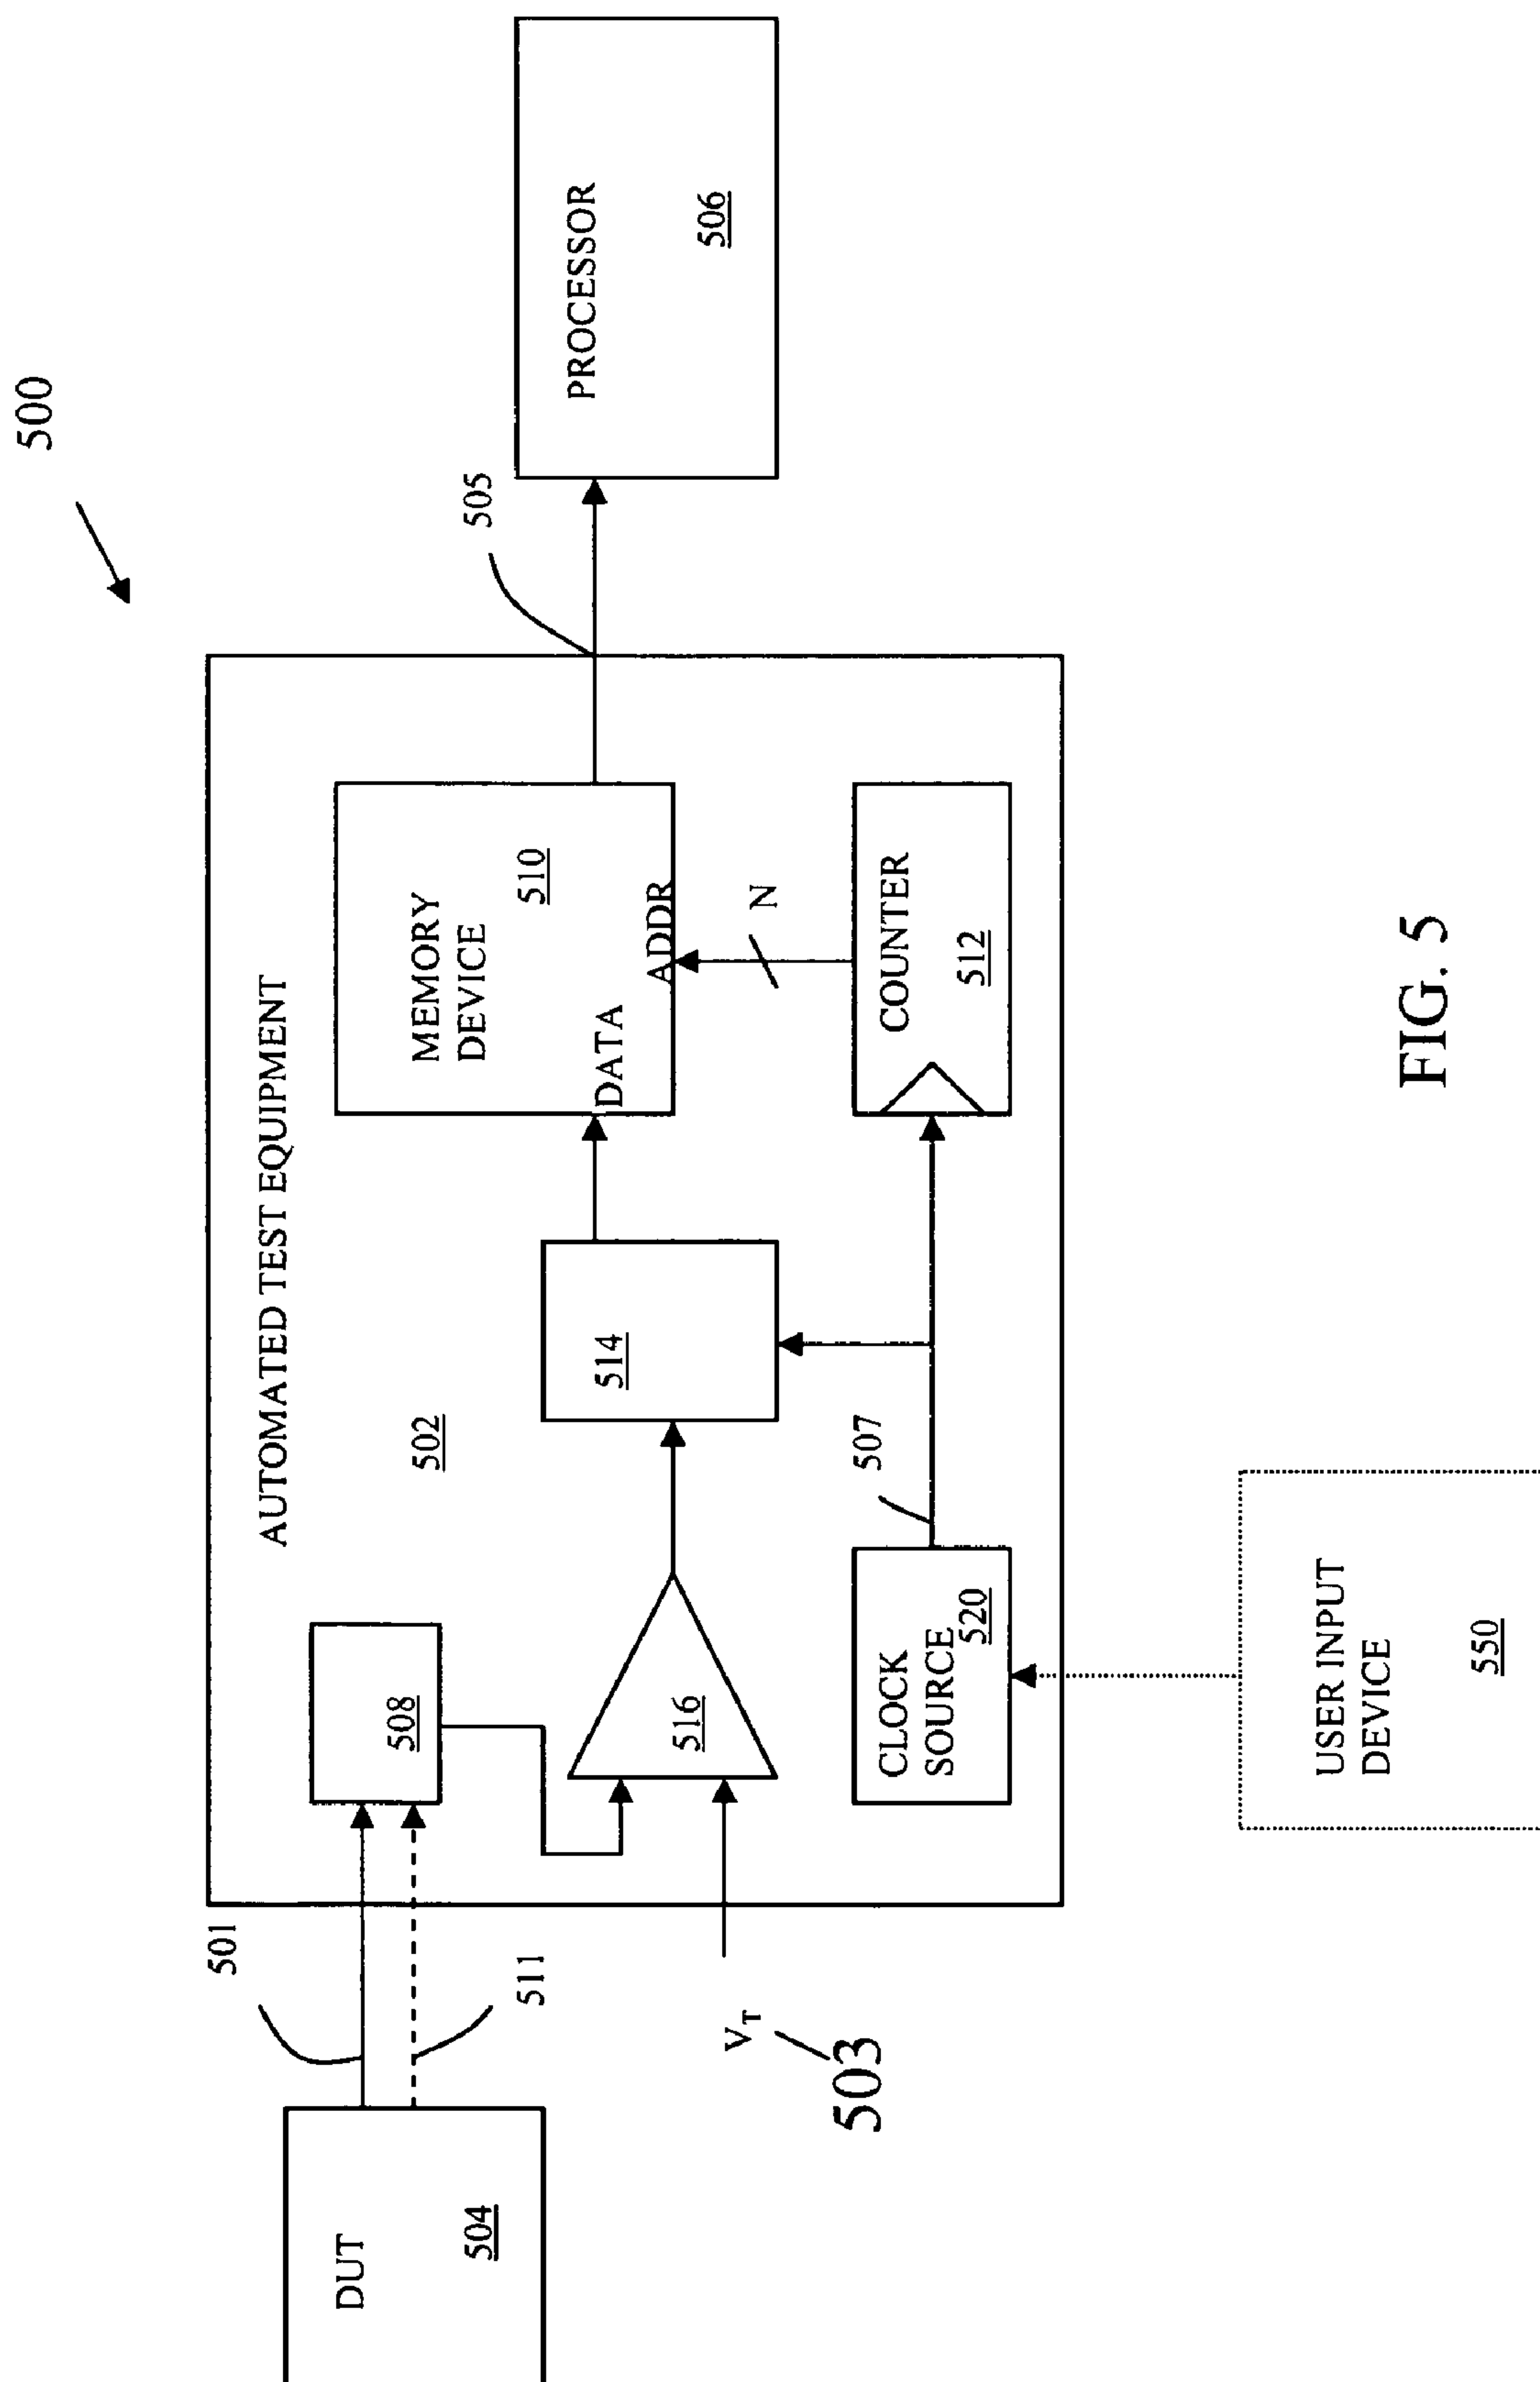 500
AUTOMATED TEST EQUIPMENT
DUT
504
501
511
508
502
MEMORY
DEVICE
510
DATA
ADDR
505
PROCESSOR
506
514
516
V_T
503
507
N
CLOCK
SOURCE
520
COUNTER
512
USER INPUT
DEVICE
550
FIG. 5